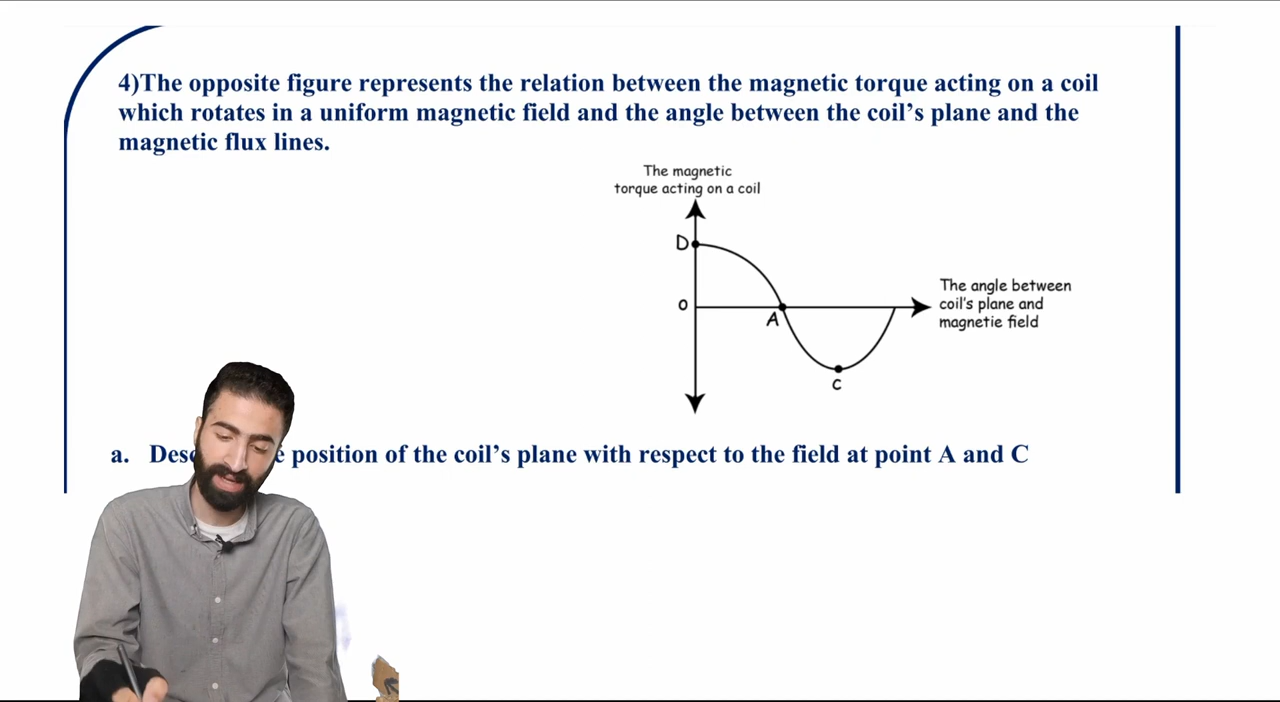 4)The opposite figure represents the relation between the magnetic torque acting on a coil
which rotates in a uniform magnetic field and the angle between the coil’s plane and the
magnetic flux lines.
The magnetic
torque acting on a coil
D
The angle between
coil's plane and
magnetie field
O
A
C
a. position of the coil’s plane with respect to the field at point A and C